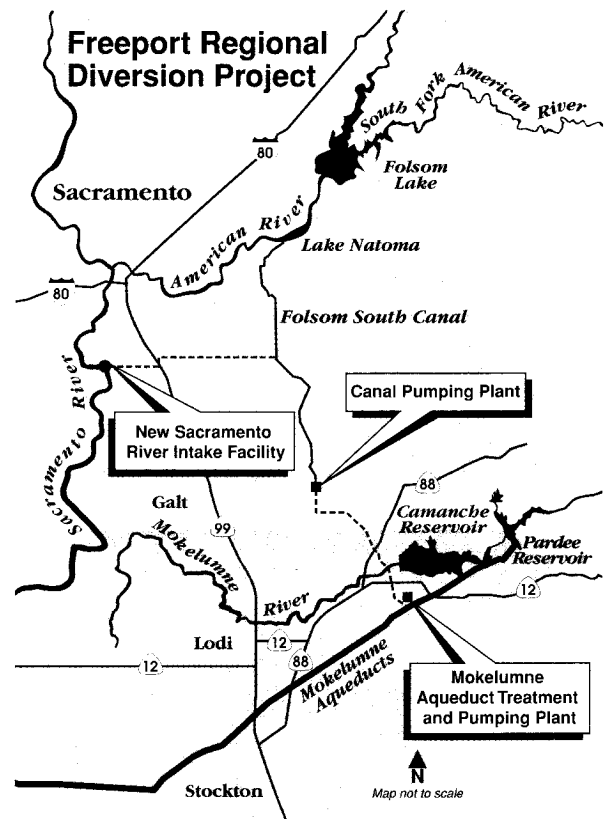 Freeport Regional
Diversion Project
South Fork American River
80
Folsom
Lake
Sacramento
American River
Lake Natoma
80
Folsom South Canal
Sacramento River
Canal Pumping Plant
New Sacramento
River Intake Facility
88
Galt
99
Camanche
Reservoir
Mokelumne
River
Pardee
Reservoir
12
Lodi
12
88
12
Mokelumne
Aqueducts
Mokelumne
Aqueduct Treatment
and Pumping Plant
N
Map not to scale
Stockton